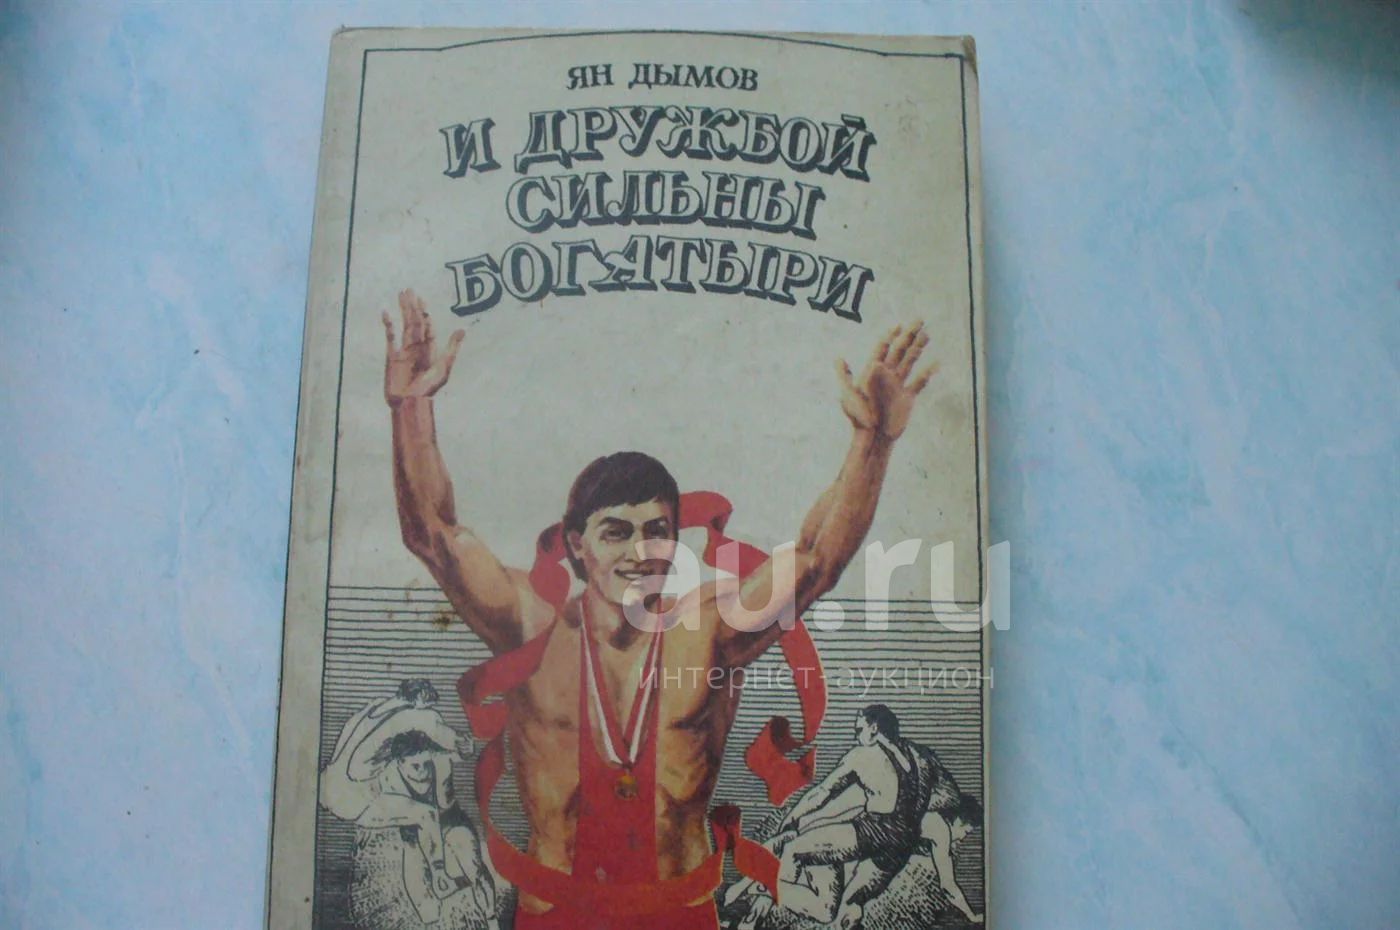 ЯН ДЫМОВ
И ДРУЖБОЙ
СИЛЬНЫ
БОГАТЫРИ
au.ru
интернет-аукцион